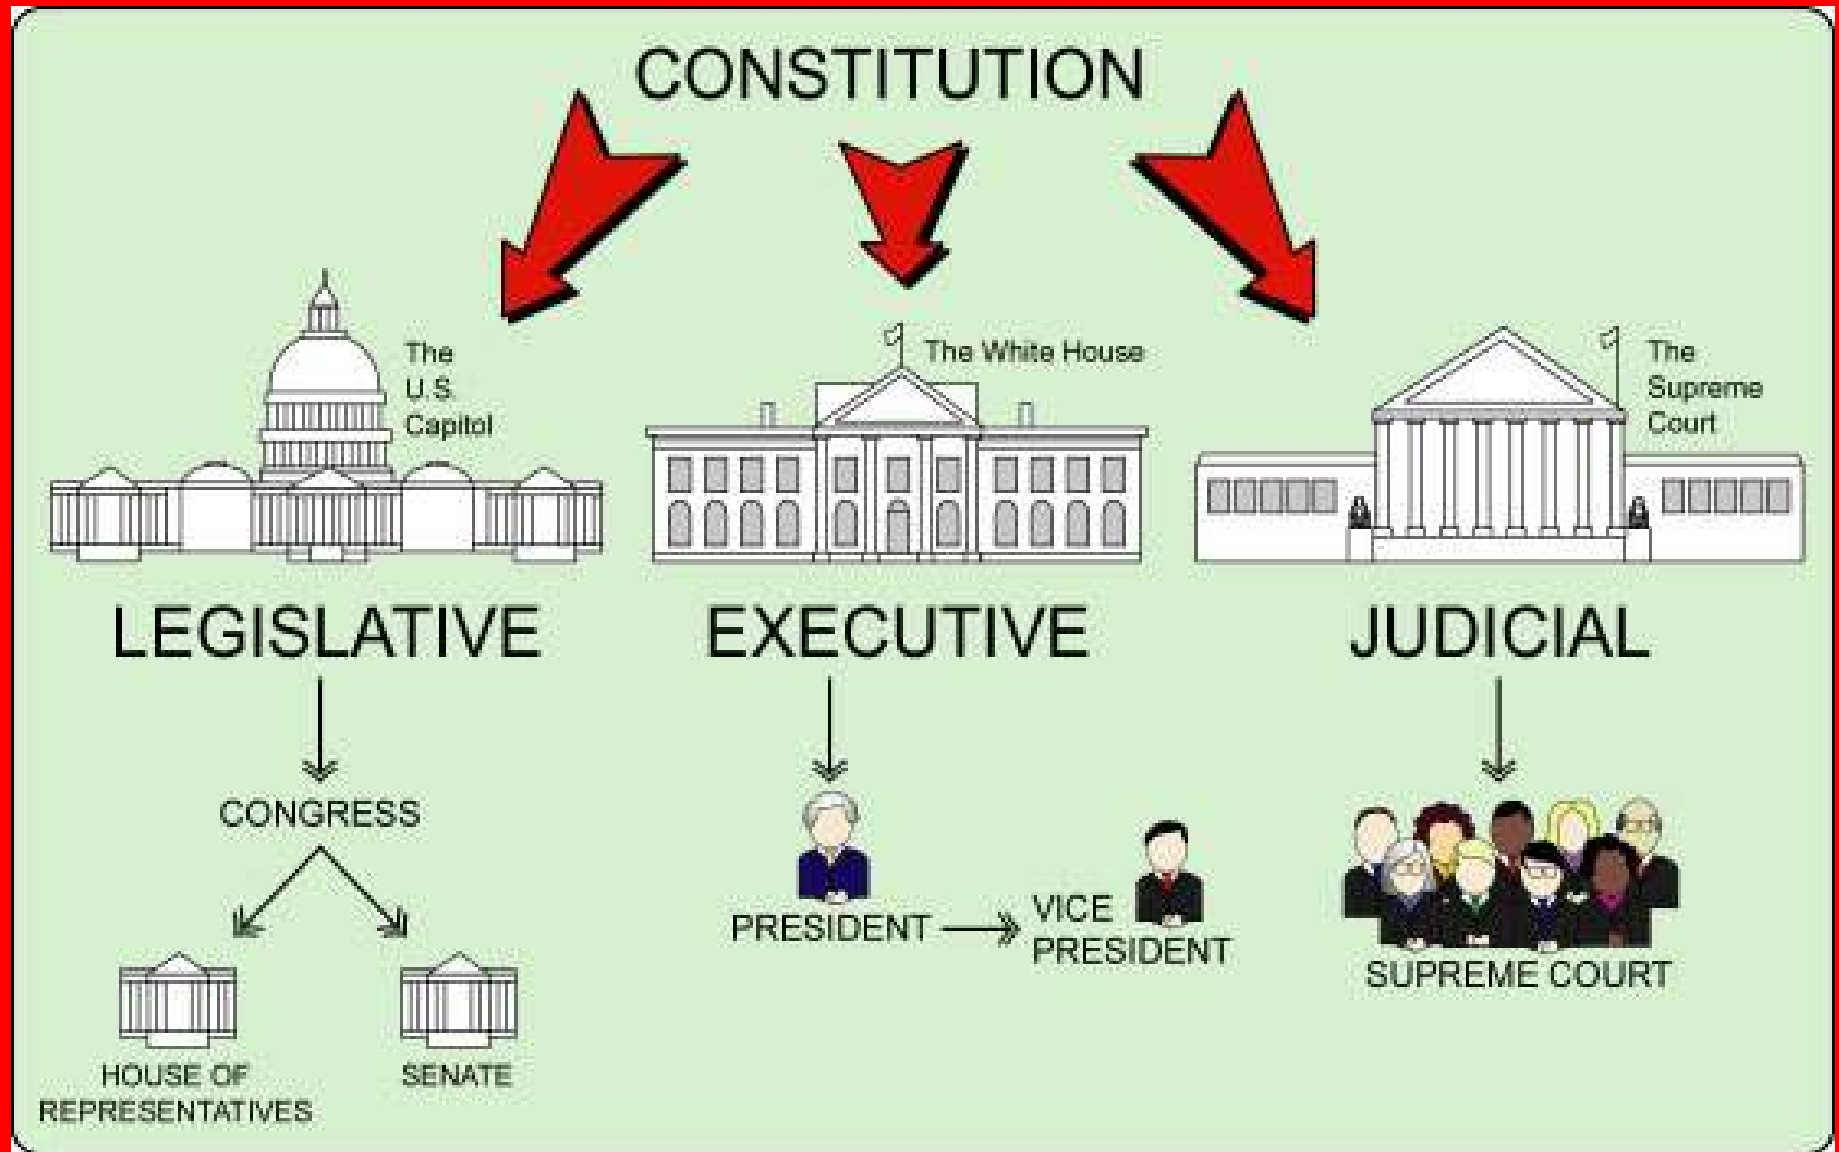 CONSTITUTION
The
U.S.
Capitol
The White House
The
Supreme
Court
LEGISLATIVE
EXECUTIVE
JUDICIAL
CONGRESS
PRESIDENT
VICE
PRESIDENT
SUPREME COURT
HOUSE OF
REPRESENTATIVES
SENATE